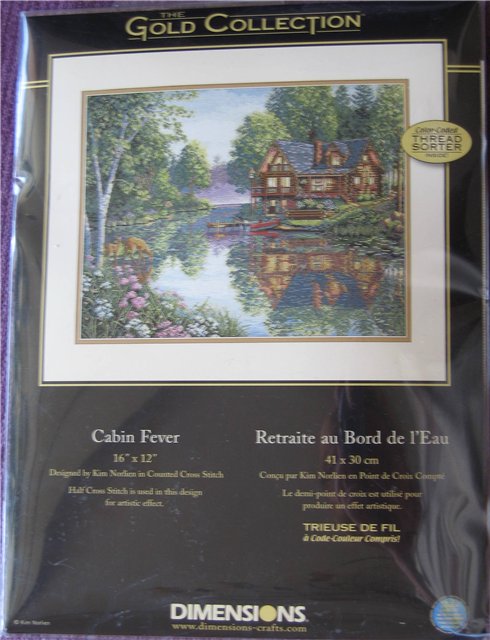 THE
GOLD COLLECTION™
Color-Coded
THREAD
SORTER
INSIDE!
Cabin Fever
16" x 12"
Designed by Kim Norlien in Counted Cross Stitch
Half Cross Stitch is used in this design
for artistic effect.
Retraite au Bord de l'Eau
41 x 30 cm
Conçu par Kim Norlien en Point de Croix Compté
Le demi-point de croix est utilisé pour
produire un effet artistique.
TRIEUSE DE FIL
à Code-Couleur Compris!
© Kim Norlien
DIMENSIONS
www.dimensions-crafts.com